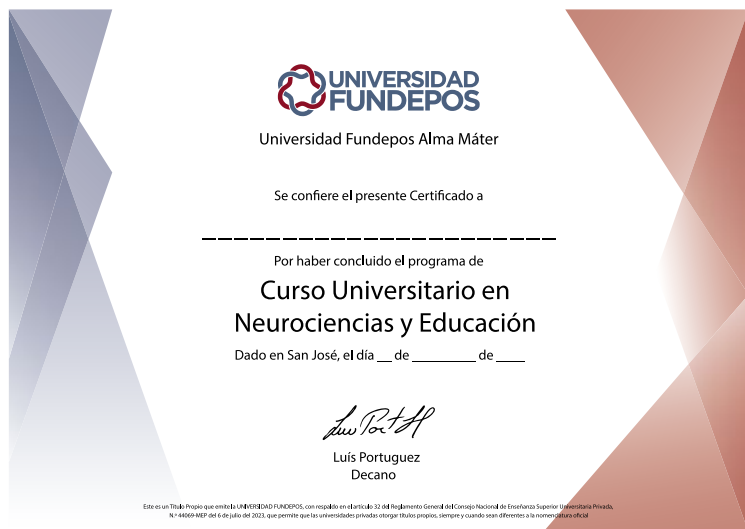 UNIVERSIDAD
FUNDEPOS
Universidad Fundepos Alma Máter
Se confiere el presente Certificado a
Por haber concluido el programa de
Curso Universitario en
Neurociencias y Educación
Dado en San José, el día __ de ________ de ____
Luís Portuguez
Decano
Este es un Título Propio que emite la UNIVERSIDAD FUNDEPOS, con respaldo en el artículo 32 del Reglamento General del Consejo Nacional de Enseñanza Superior Universitaria Privada,
N.º 44069-MEP del 6 de julio del 2023, que permite que las universidades privadas otorgar títulos propios, siempre y cuando sean diferentes a la nomenclatura oficial